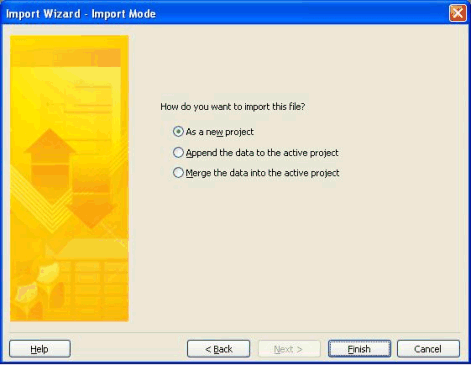 Import Wizard - Import Mode
How do you want to import this file?
As a new project
Append the data to the active project
Merge the data into the active project
Help
< Back
Next >
Finish
Cancel